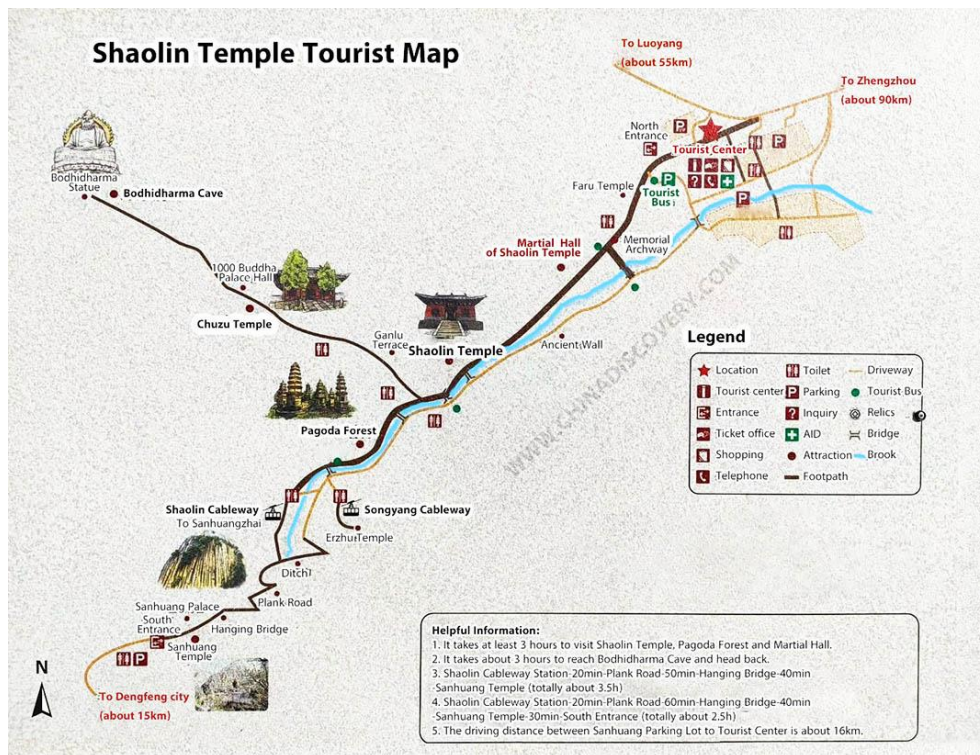 Shaolin Temple Tourist Map
To Luoyang
(about 55km)
To Zhengzhou
(about 90km)
North
Entrance
P
Tourist Center
P
P
Tourist
Bus
P
Faru Temple
Bodhidharma
Statue
Bodhidharma Cave
Martial Hall
of Shaolin Temple
Memorial
Archway
1000 Buddha
Palace Hall
Chuzu Temple
Ganlu
Terrace
Shaolin Temple
Ancient Wall
WWW.CHINADISCOVERY.COM
Pagoda Forest
Shaolin Cableway
To Sanhuangzhai
Songyang Cableway
Erzhu Temple
Ditch
Plank Road
Sanhuang Palace
South
Entrance
Hanging Bridge
Sanhuang
Temple
P
To Dengfeng city
(about 15km)
N
Legend
Location
Toilet
Driveway
Tourist center
P
Parking
Tourist Bus
Entrance
?
Inquiry
Relics
Ticket office
AID
Bridge
Shopping
Attraction
Brook
Telephone
Footpath
Helpful Information:
1. It takes at least 3 hours to visit Shaolin Temple, Pagoda Forest and Martial Hall.
2. It takes about 3 hours to reach Bodhidharma Cave and head back.
3. Shaolin Cableway Station-20min-Plank Road-50min-Hanging Bridge-40min
-Sanhuang Temple (totally about 3.5h)
4. Shaolin Cableway Station-20min-Plank Road-60min-Hanging Bridge-40min
-Sanhuang Temple-30min-South Entrance (totally about 2.5h)
5. The driving distance between Sanhuang Parking Lot to Tourist Center is about 16km.